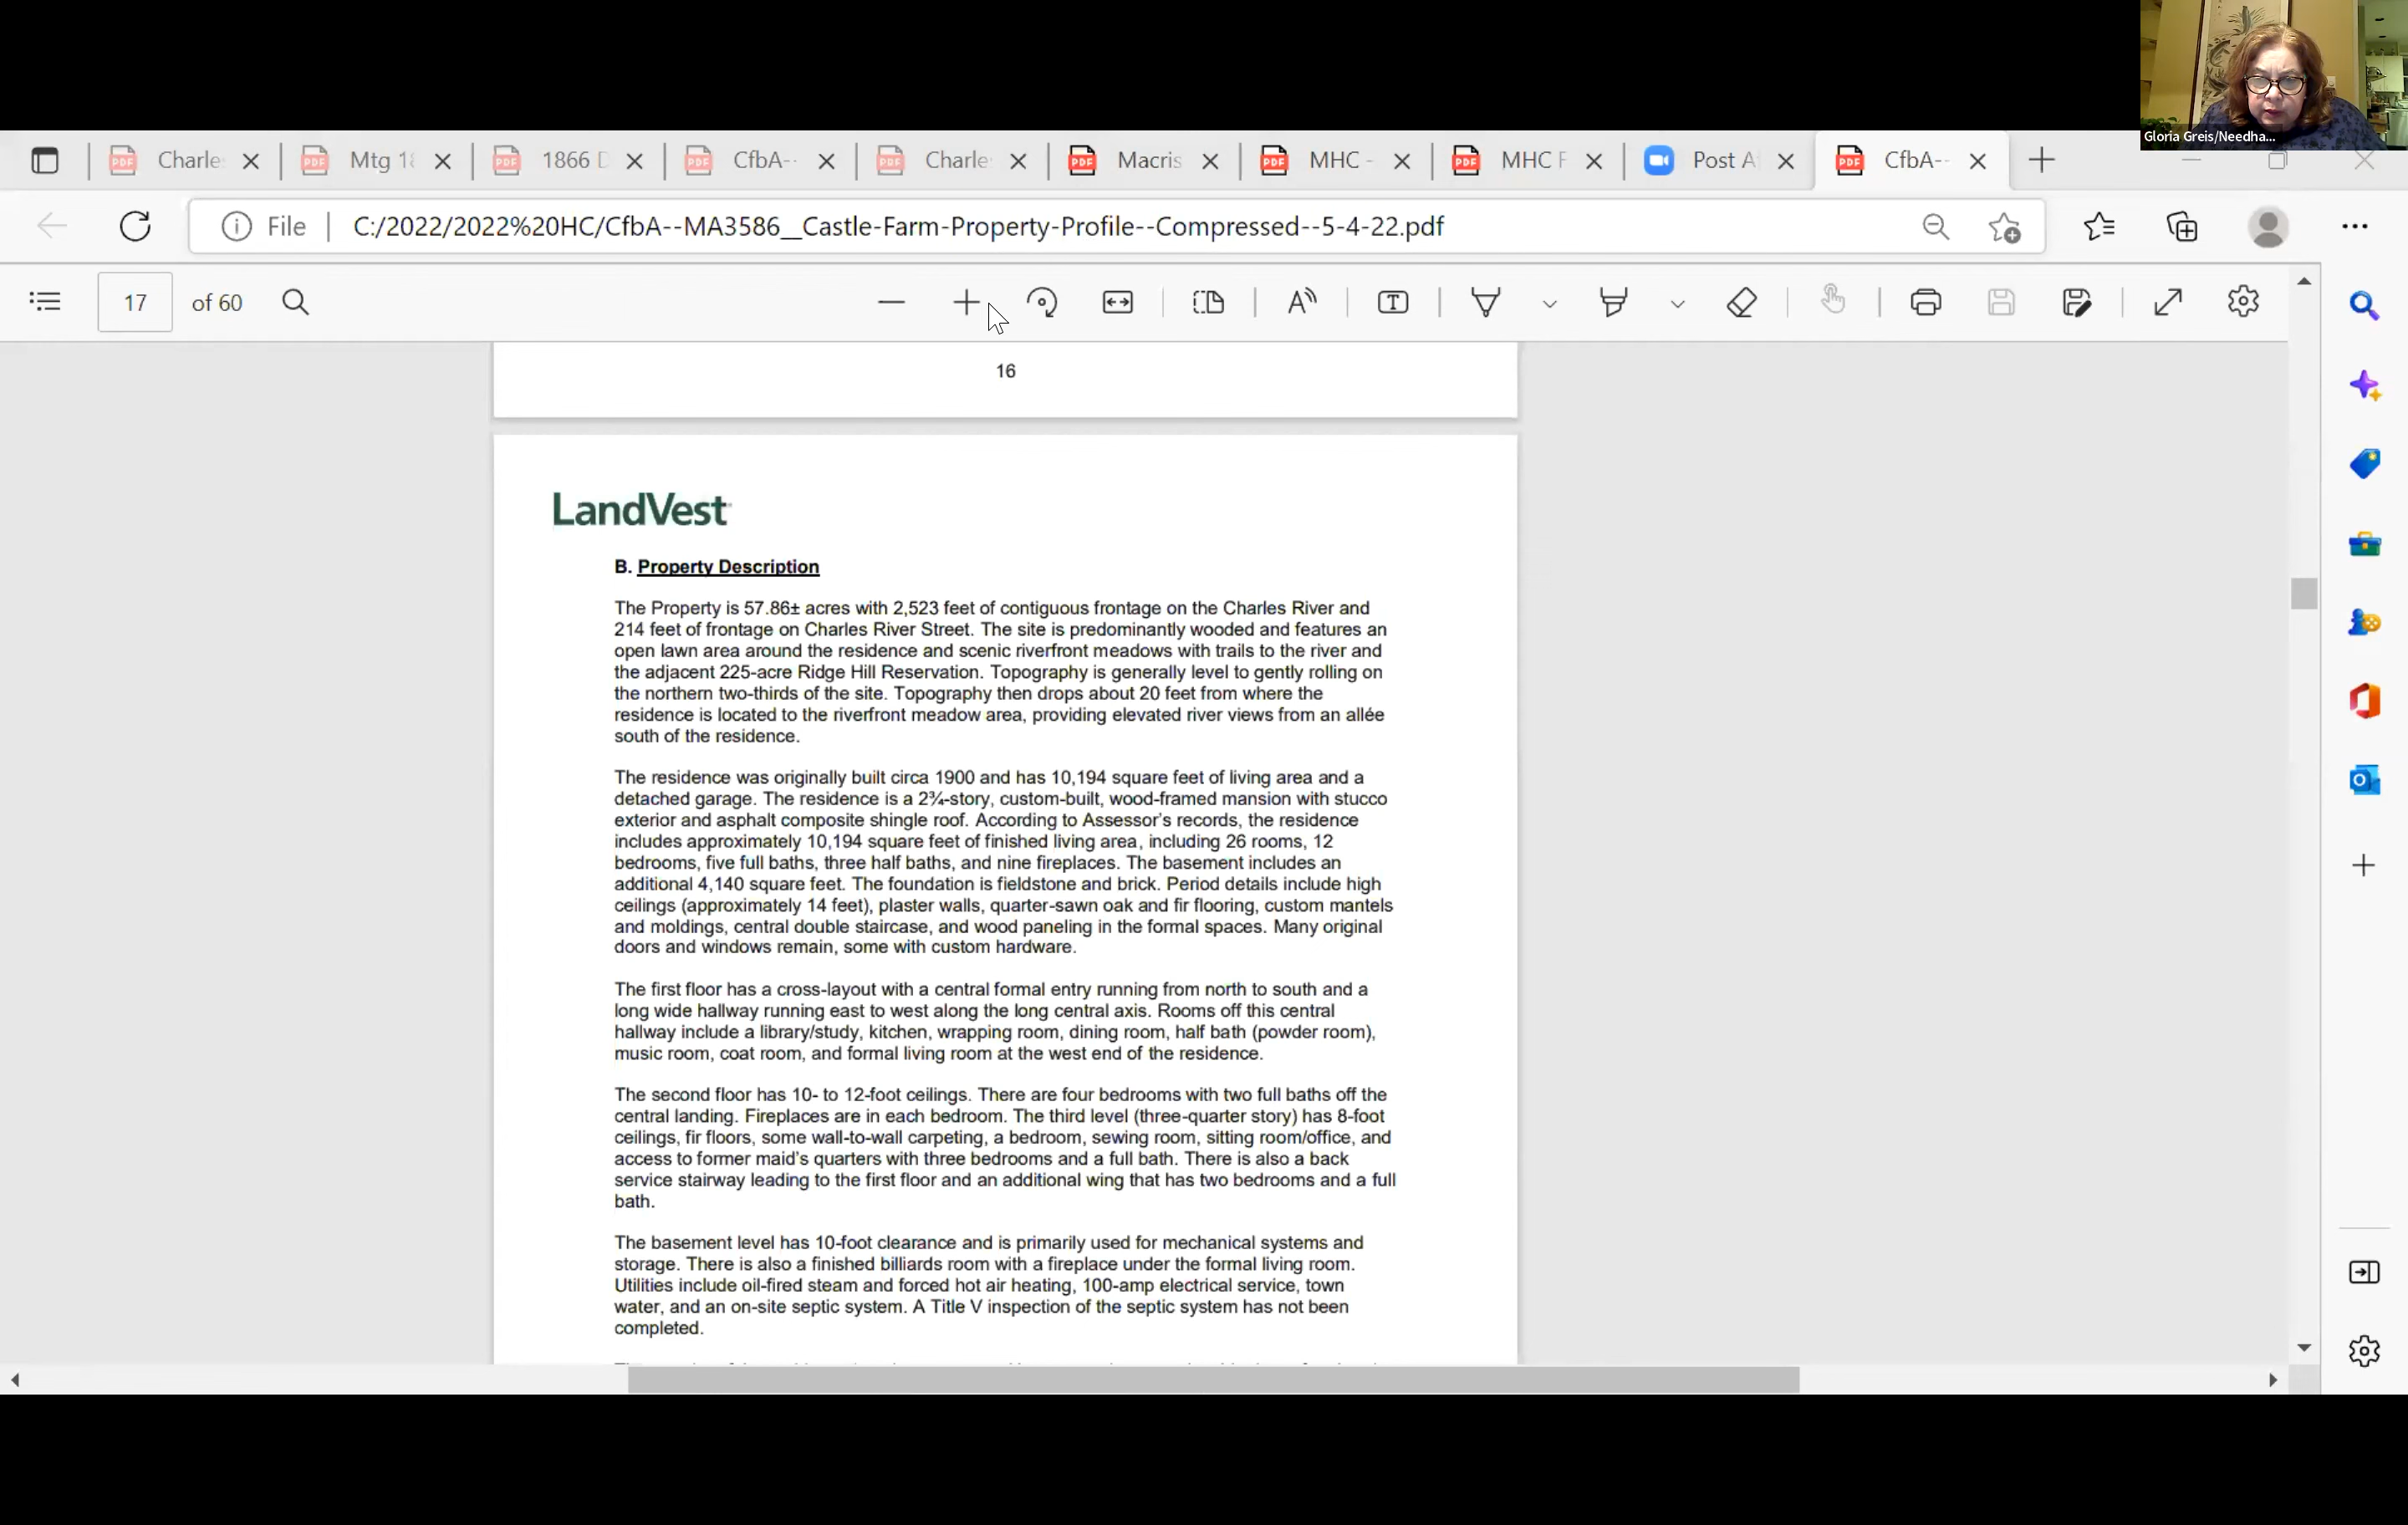 Gloria Greis/Needha...
Charle
Mtg 18
1866 D
CfbA--
Charle
Macris
MHC -
MHC F
Post A
CfbA--
File
C:/2022/2022%20HC/CfbA--MA3586__Castle-Farm-Property-Profile--Compressed--5-4-22.pdf
17 of 60
16
LandVest
B. Property Description
The Property is 57.86± acres with 2,523 feet of contiguous frontage on the Charles River and
214 feet of frontage on Charles River Street. The site is predominantly wooded and features an
open lawn area around the residence and scenic riverfront meadows with trails to the river and
the adjacent 225-acre Ridge Hill Reservation. Topography is generally level to gently rolling on
the northern two-thirds of the site. Topography then drops about 20 feet from where the
residence is located to the riverfront meadow area, providing elevated river views from an allée
south of the residence.
The residence was originally built circa 1900 and has 10,194 square feet of living area and a
detached garage. The residence is a 2¾-story, custom-built, wood-framed mansion with stucco
exterior and asphalt composite shingle roof. According to Assessor's records, the residence
includes approximately 10,194 square feet of finished living area, including 26 rooms, 12
bedrooms, five full baths, three half baths, and nine fireplaces. The basement includes an
additional 4,140 square feet. The foundation is fieldstone and brick. Period details include high
ceilings (approximately 14 feet), plaster walls, quarter-sawn oak and fir flooring, custom mantels
and moldings, central double staircase, and wood paneling in the formal spaces. Many original
doors and windows remain, some with custom hardware.
The first floor has a cross-layout with a central formal entry running from north to south and a
long wide hallway running east to west along the long central axis. Rooms off this central
hallway include a library/study, kitchen, wrapping room, dining room, half bath (powder room),
music room, coat room, and formal living room at the west end of the residence.
The second floor has 10- to 12-foot ceilings. There are four bedrooms with two full baths off the
central landing. Fireplaces are in each bedroom. The third level (three-quarter story) has 8-foot
ceilings, fir floors, some wall-to-wall carpeting, a bedroom, sewing room, sitting room/office, and
access to former maid's quarters with three bedrooms and a full bath. There is also a back
service stairway leading to the first floor and an additional wing that has two bedrooms and a full
bath.
The basement level has 10-foot clearance and is primarily used for mechanical systems and
storage. There is also a finished billiards room with a fireplace under the formal living room.
Utilities include oil-fired steam and forced hot air heating, 100-amp electrical service, town
water, and an on-site septic system. A Title V inspection of the septic system has not been
completed.